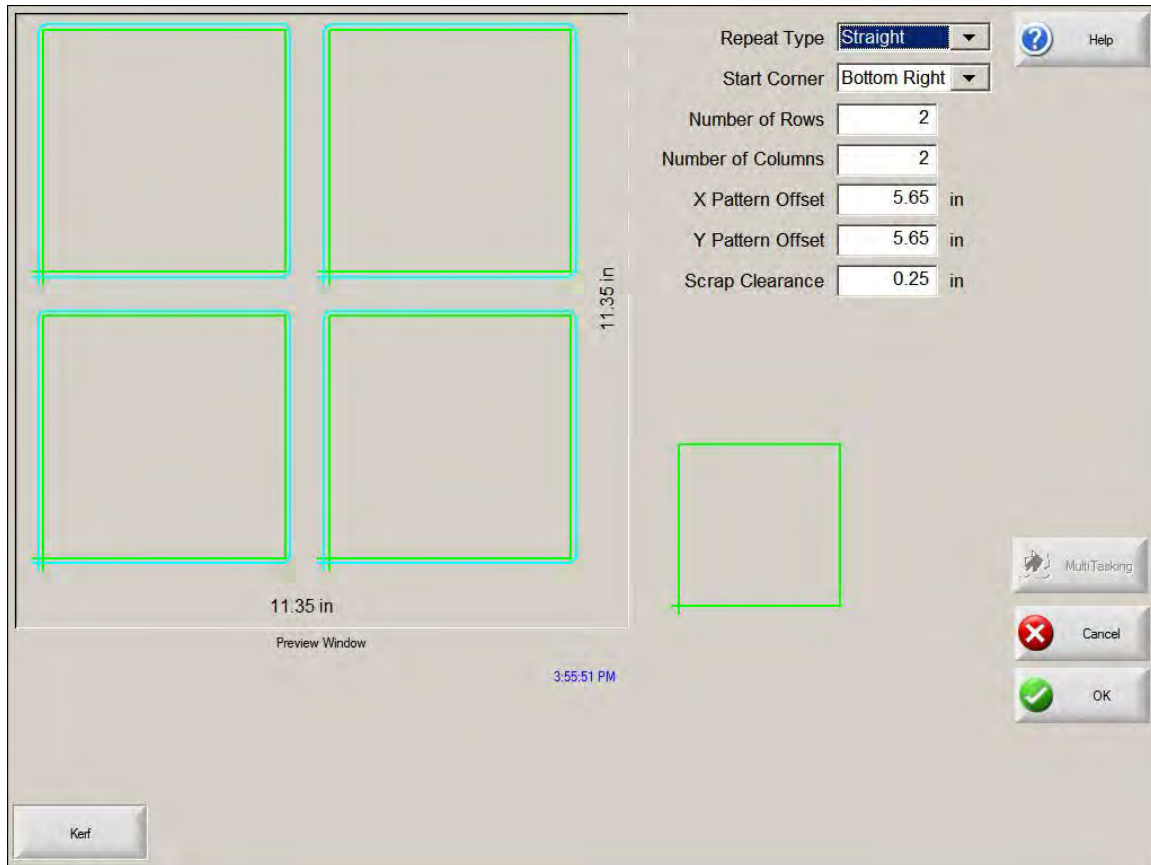 Repeat Type Straight
Start Corner Bottom Right
Number of Rows 2
Number of Columns 2
X Pattern Offset 5.65 in
Y Pattern Offset 5.65 in
Scrap Clearance 0.25 in
Help
11.35 in
11.35 in
Preview Window
3:55:51 PM
MultiTasking
Cancel
OK
Kerf